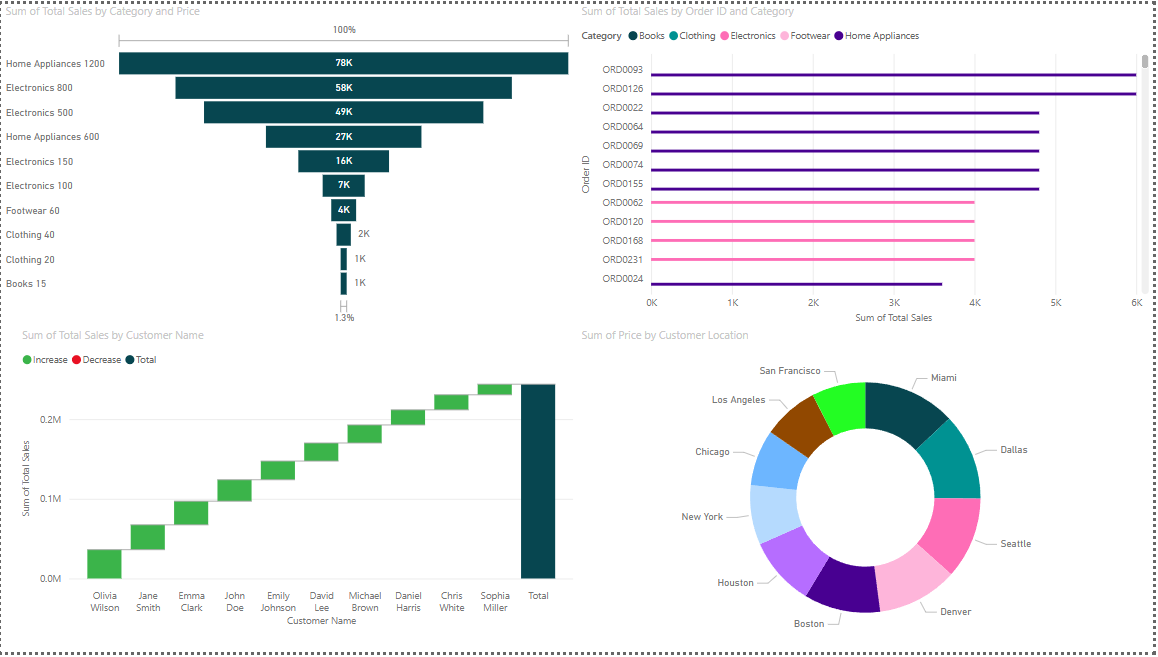 Sum of Total Sales by Category and Price
100%
Home Appliances 1200 78K
Electronics 800 58K
Electronics 500 49K
Home Appliances 600 27K
Electronics 150 16K
Electronics 100 7K
Footwear 60 4K
Clothing 40 2K
Clothing 20 1K
Books 15 1K
1.3%
Sum of Total Sales by Order ID and Category
Category Books Clothing Electronics Footwear Home Appliances
Order ID
ORD0093
ORD0126
ORD0022
ORD0064
ORD0069
ORD0074
ORD0155
ORD0062
ORD0120
ORD0168
ORD0231
ORD0024
0K 1K 2K 3K 4K 5K 6K
Sum of Total Sales
Sum of Total Sales by Customer Name
Increase Decrease Total
Sum of Total Sales
0.2M
0.1M
0.0M
Olivia Wilson
Jane Smith
Emma Clark
John Doe
Emily Johnson
David Lee
Michael Brown
Daniel Harris
Chris White
Sophia Miller
Total
Customer Name
Sum of Price by Customer Location
San Francisco
Miami
Los Angeles
Dallas
Chicago
New York
Seattle
Houston
Denver
Boston